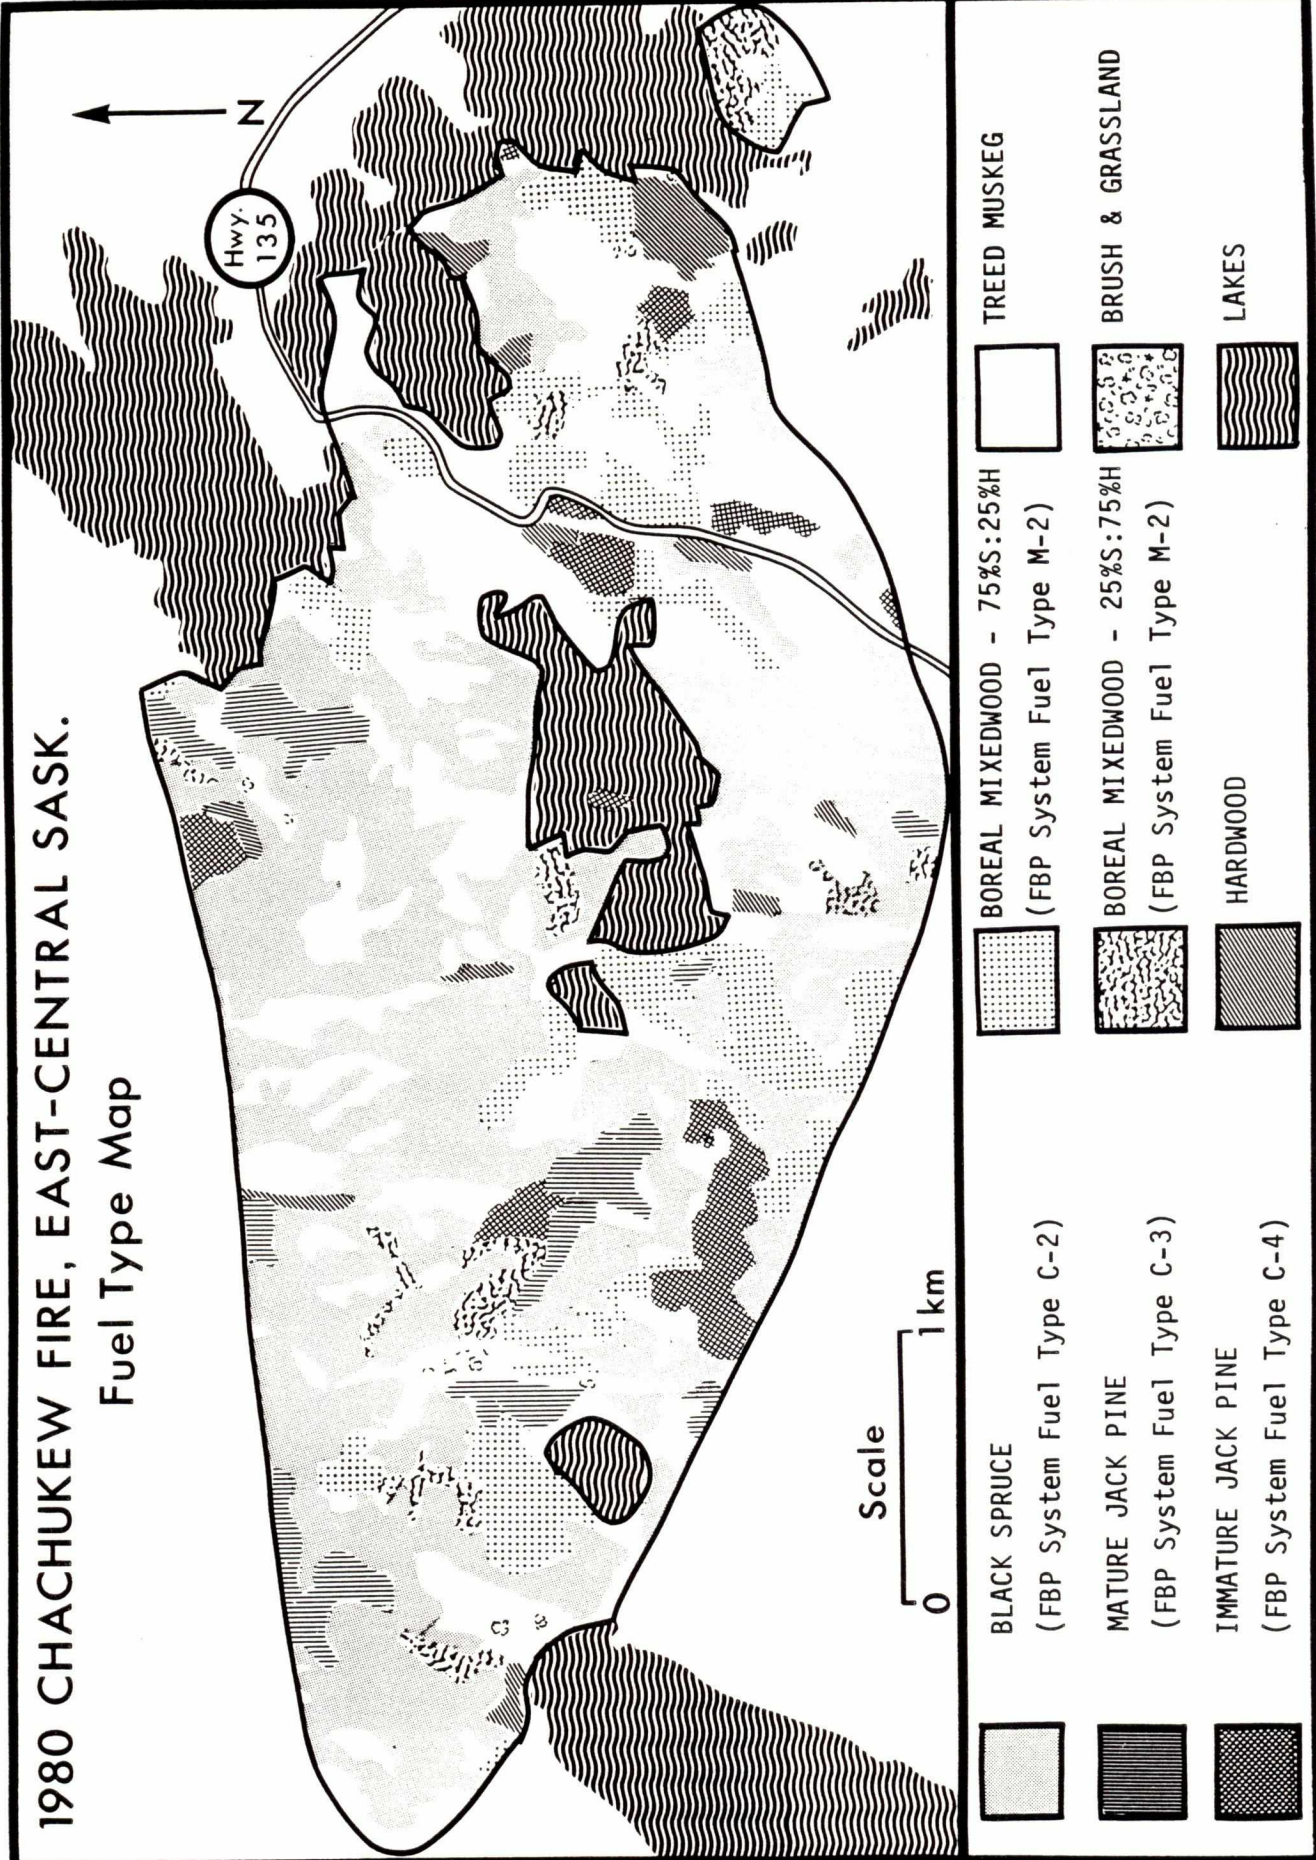 1980 CHACHUKEW FIRE, EAST-CENTRAL SASK.
Fuel Type Map
N
Hwy.
135
Scale
0
1km
BLACK SPRUCE
(FBP System Fuel Type C-2)
MATURE JACK PINE
(FBP System Fuel Type C-3)
IMMATURE JACK PINE
(FBP System Fuel Type C-4)
BOREAL MIXEDWOOD - 75%S:25%H
(FBP System Fuel Type M-2)
BOREAL MIXEDWOOD - 25%S:75%H
(FBP System Fuel Type M-2)
HARDWOOD
TREED MUSKEG
BRUSH & GRASSLAND
LAKES